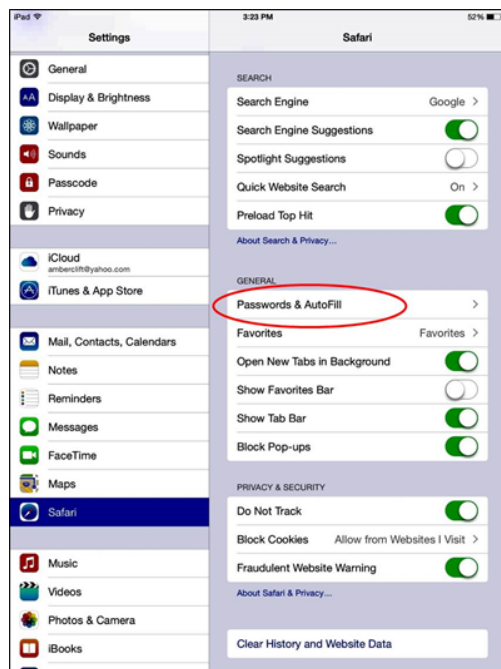 iPad 3:23 PM 52%
Settings
Safari
General
Display & Brightness
Wallpaper
Sounds
Passcode
Privacy
iCloud
amberclift@yahoo.com
iTunes & App Store
Mail, Contacts, Calendars
Notes
Reminders
Messages
FaceTime
Maps
Safari
Music
Videos
Photos & Camera
iBooks
SEARCH
Search Engine Google >
Search Engine Suggestions
Spotlight Suggestions
Quick Website Search On >
Preload Top Hit
About Search & Privacy...
GENERAL
Passwords & AutoFill >
Favorites Favorites >
Open New Tabs in Background
Show Favorites Bar
Show Tab Bar
Block Pop-ups
PRIVACY & SECURITY
Do Not Track
Block Cookies Allow from Websites I Visit >
Fraudulent Website Warning
About Safari & Privacy...
Clear History and Website Data